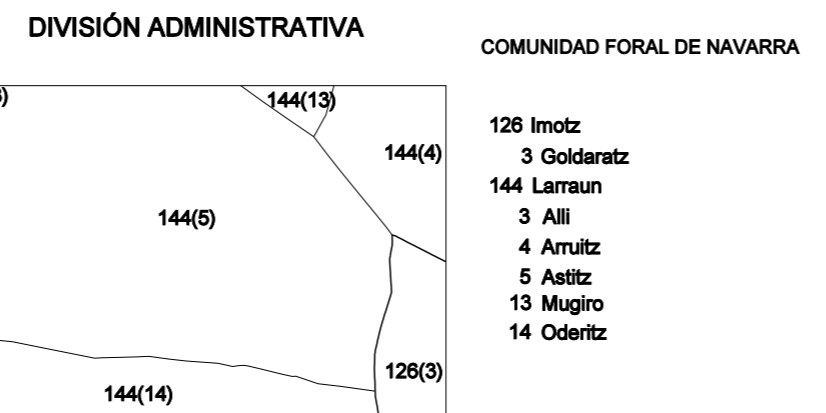 DIVISIÓN ADMINISTRATIVA
COMUNIDAD FORAL DE NAVARRA
144(13)
144(4)
144(5)
126(3)
144(14)
126 Imotz
3 Goldaratz
144 Larraun
3 Alli
4 Arruitz
5 Astitz
13 Mugiro
14 Oderitz